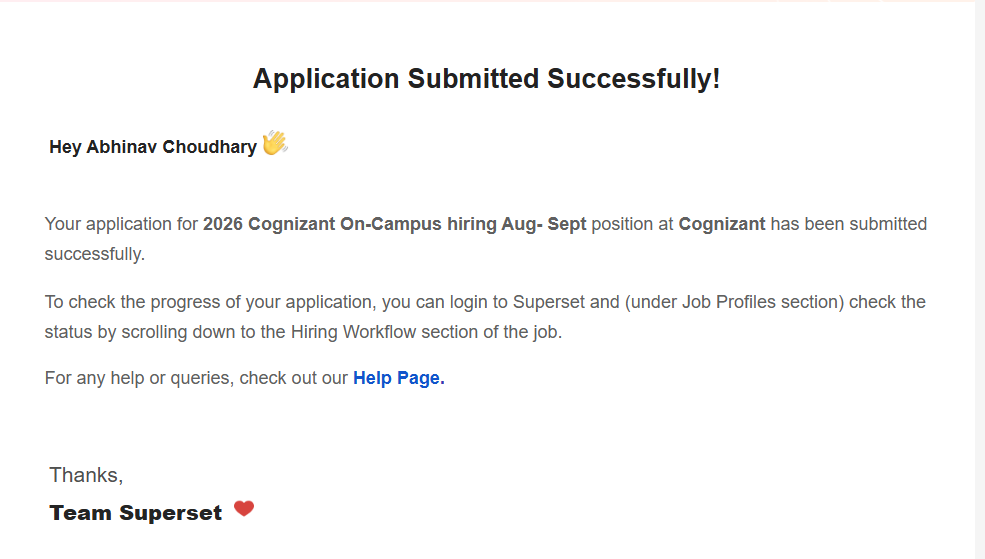 Application Submitted Successfully!
Hey Abhinav Choudhary 👋
Your application for 2026 Cognizant On-Campus hiring Aug- Sept position at Cognizant has been submitted
successfully.
To check the progress of your application, you can login to Superset and (under Job Profiles section) check the
status by scrolling down to the Hiring Workflow section of the job.
For any help or queries, check out our Help Page.
Thanks,
Team Superset ❤️